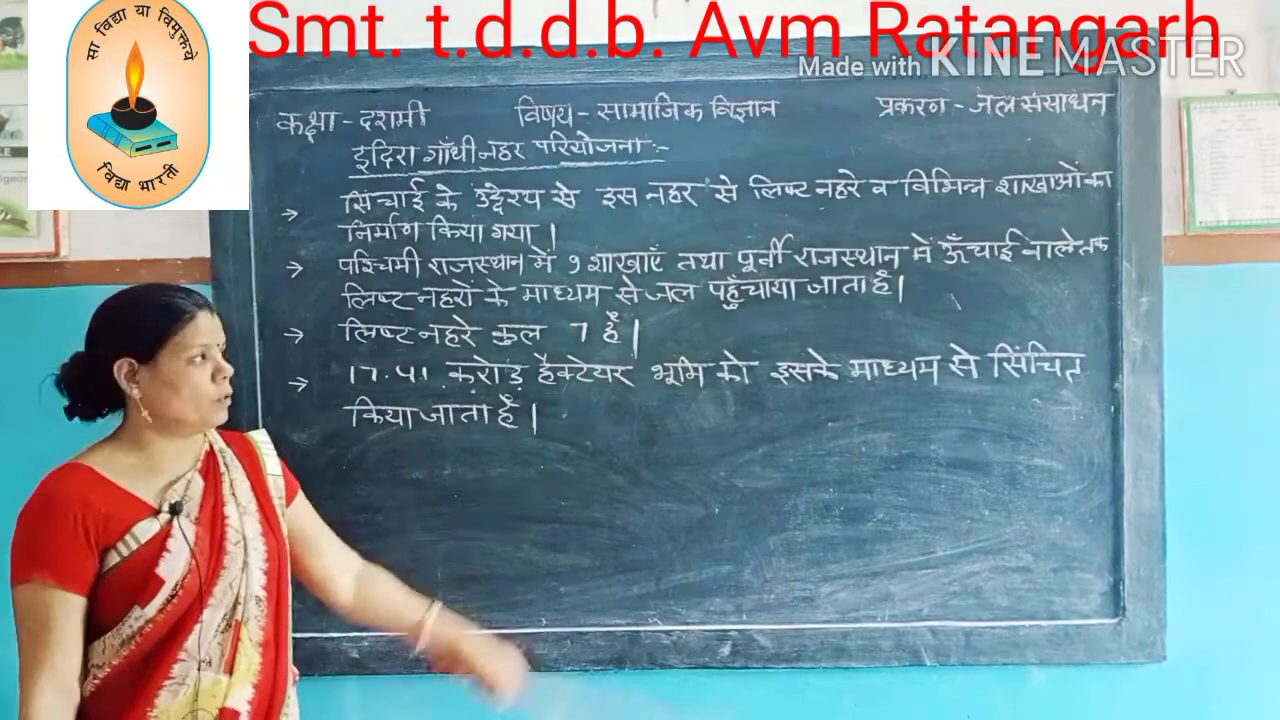 सा विद्या या विमुक्तये
विद्या भारती
Smt. t.d.d.b. Avm Ratangarh
Made with KINEMASTER
कक्षा - दशमी विषय - सामाजिक विज्ञान प्रकरण - जल संसाधन
इंदिरा गाँधी नहर परियोजना :-
→ सिंचाई के उद्देश्य से इस नहर से लिफ्ट नहरे व विभिन्न शाखाओं का
निर्माण किया गया।
→ पश्चिमी राजस्थान में 9 शाखाएँ तथा पूर्वी राजस्थान में ऊँचाई वाले तक
लिफ्ट नहरों के माध्यम से जल पहुँचाया जाता है।
→ लिफ्ट नहरे कुल 7 है।
→ 17.41 करोड़ हैक्टेयर भूमि को इसके माध्यम से सिंचित
किया जाता है।